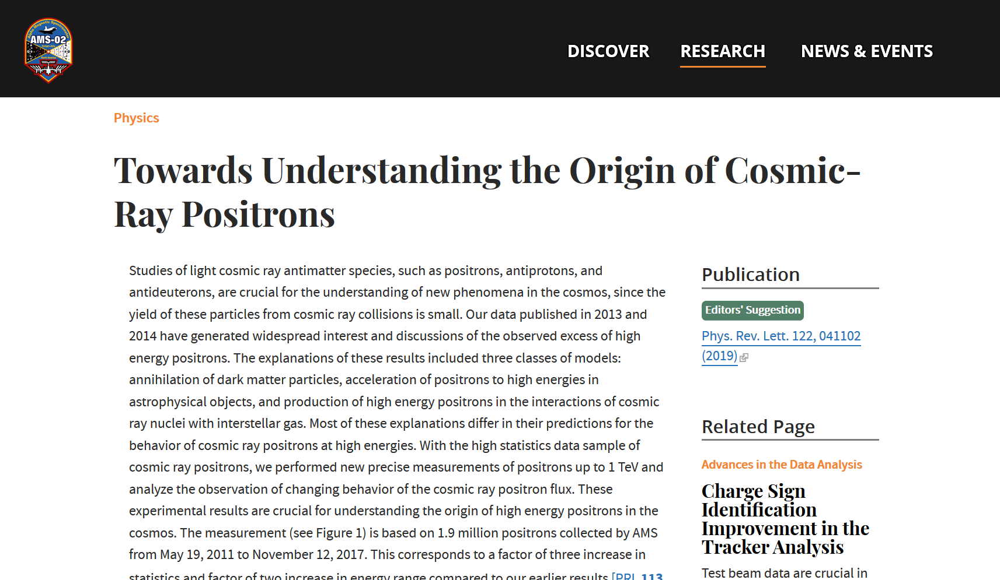 Alpha Magnetic Spectrometer
AMS-02
Europe • Asia
North America
DISCOVER
RESEARCH
NEWS & EVENTS
Physics
Towards Understanding the Origin of Cosmic-
Ray Positrons
Studies of light cosmic ray antimatter species, such as positrons, antiprotons, and
antideuterons, are crucial for the understanding of new phenomena in the cosmos, since the
yield of these particles from cosmic ray collisions is small. Our data published in 2013 and
2014 have generated widespread interest and discussions of the observed excess of high
energy positrons. The explanations of these results included three classes of models:
annihilation of dark matter particles, acceleration of positrons to high energies in
astrophysical objects, and production of high energy positrons in the interactions of cosmic
ray nuclei with interstellar gas. Most of these explanations differ in their predictions for the
behavior of cosmic ray positrons at high energies. With the high statistics data sample of
cosmic ray positrons, we performed new precise measurements of positrons up to 1 TeV and
analyze the observation of changing behavior of the cosmic ray positron flux. These
experimental results are crucial for understanding the origin of high energy positrons in the
cosmos. The measurement (see Figure 1) is based on 1.9 million positrons collected by AMS
from May 19, 2011 to November 12, 2017. This corresponds to a factor of three increase in
statistics and factor of two increase in energy range compared to our earlier results [PRL 113,
Publication
Editors' Suggestion
Phys. Rev. Lett. 122, 041102
(2019)
Related Page
Advances in the Data Analysis
Charge Sign
Identification
Improvement in the
Tracker Analysis
Test beam data are crucial in